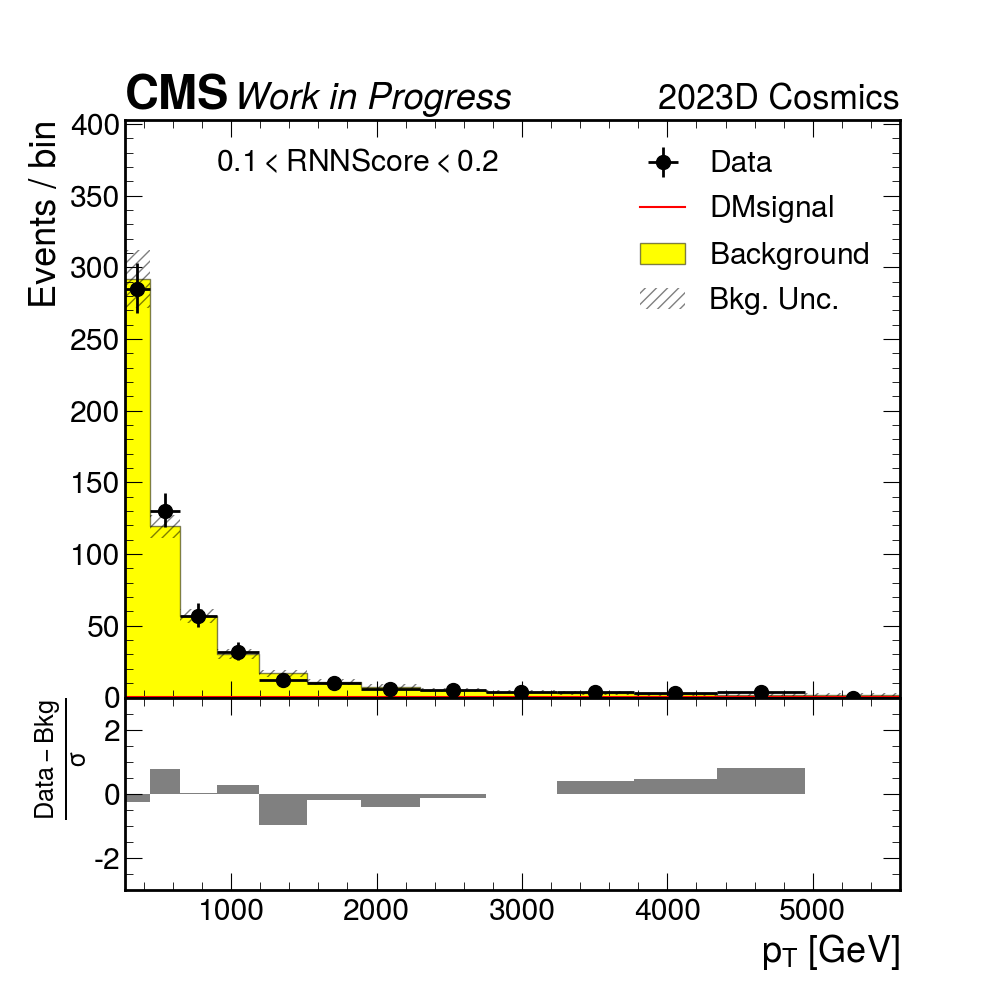 CMS Work in Progress 2023D Cosmics
Events / bin
0.1 < RNNScore < 0.2
Data
DMsignal
Background
Bkg. Unc.
400
350
300
250
200
150
100
50
0
Data − Bkg
σ
2
0
-2
1000 2000 3000 4000 5000
pT [GeV]